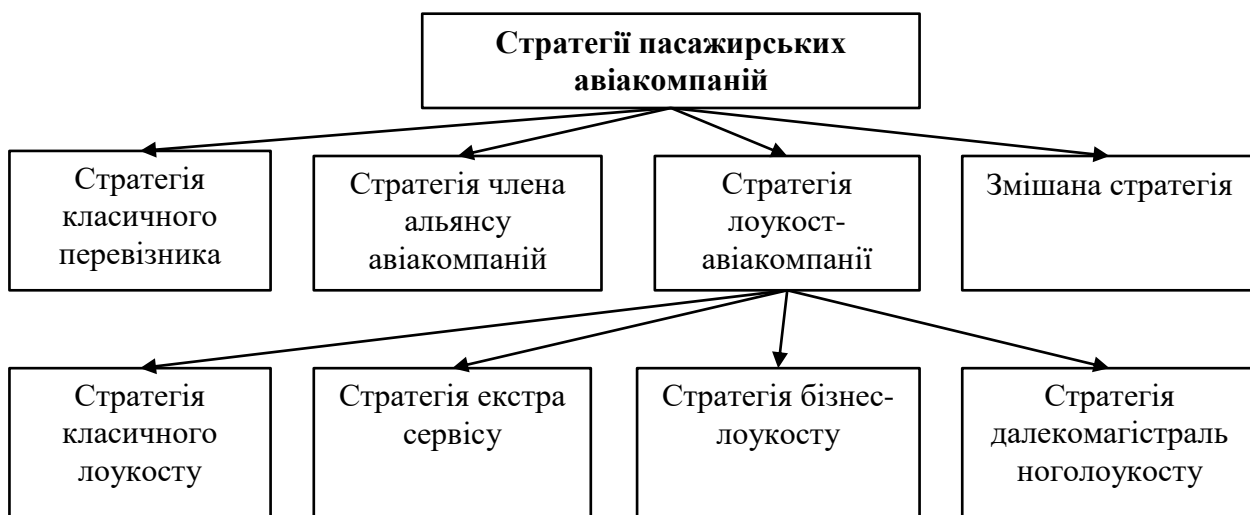 Стратегії пасажирських
авіакомпаній
Стратегія
класичного
перевізника
Стратегія члена
альянсу
авіакомпаній
Стратегія
лоукост-
авіакомпанії
Змішана стратегія
Стратегія
класичного
лоукосту
Стратегія екстра
сервісу
Стратегія бізнес-
лоукосту
Стратегія
далекомагістраль
ноголоукосту